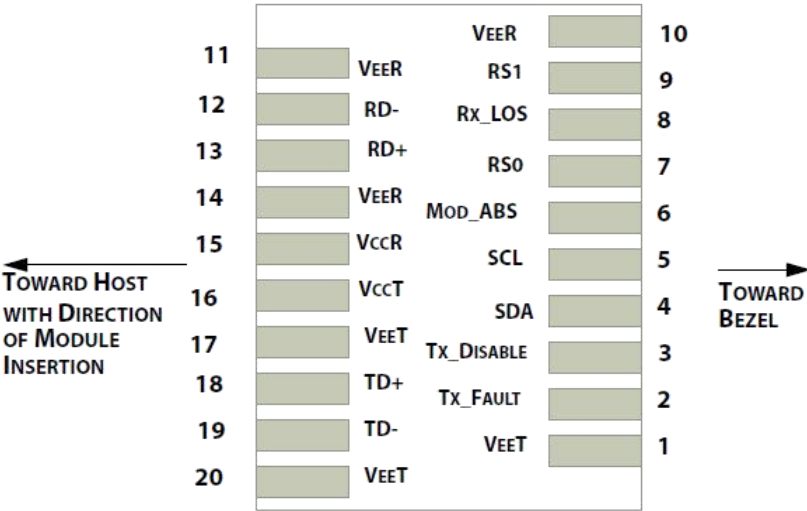 11 VEER
12 RD-
13 RD+
14 VEER
15 VCCR
16 VCCT
17 VEET
18 TD+
19 TD-
20 VEET
VEER 10
RS1 9
RX_LOS 8
RS0 7
MOD_ABS 6
SCL 5
SDA 4
TX_DISABLE 3
TX_FAULT 2
VEET 1
TOWARD HOST
WITH DIRECTION
OF MODULE
INSERTION
TOWARD
BEZEL